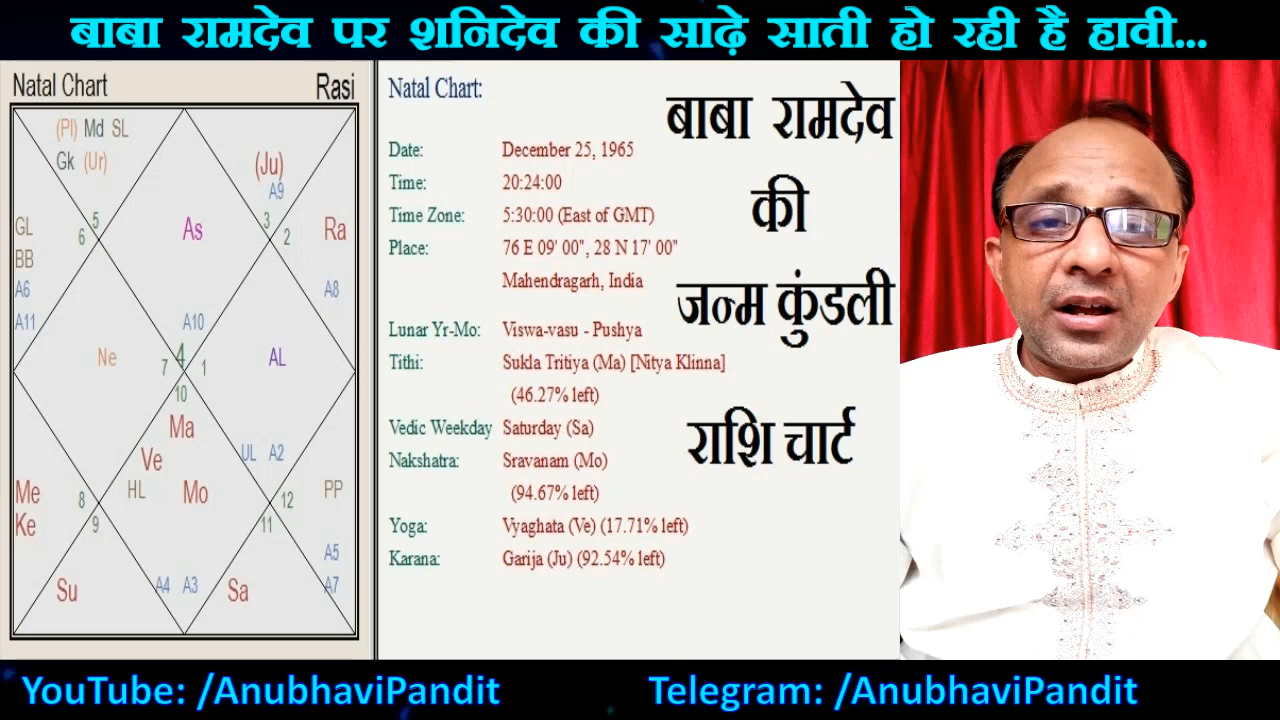 बाबा रामदेव पर शनिदेव की साढ़े साती हो रही है हावी...
Natal Chart
Rasi
(Pl) Md SL
Gk (Ur)
(Ju)
A9
5
6
3
2
GL
BB
A6
A11
As
Ra
A8
A10
Ne
4
7
1
10
AL
Ma
Ve
HL
Mo
UL A2
Me
Ke
8
9
12
11
PP
A5
A7
Su
A4 A3
Sa
Natal Chart:
Date: December 25, 1965
Time: 20:24:00
Time Zone: 5:30:00 (East of GMT)
Place: 76 E 09' 00", 28 N 17' 00"
Mahendragarh, India
Lunar Yr-Mo: Viswa-vasu - Pushya
Tithi: Sukla Tritiya (Ma) [Nitya Klinna]
(46.27% left)
Vedic Weekday Saturday (Sa)
Nakshatra: Sravanam (Mo)
(94.67% left)
Yoga: Vyaghata (Ve) (17.71% left)
Karana: Garija (Ju) (92.54% left)
बाबा रामदेव
की
जन्म कुंडली
राशि चार्ट
YouTube: /AnubhaviPandit
Telegram: /AnubhaviPandit